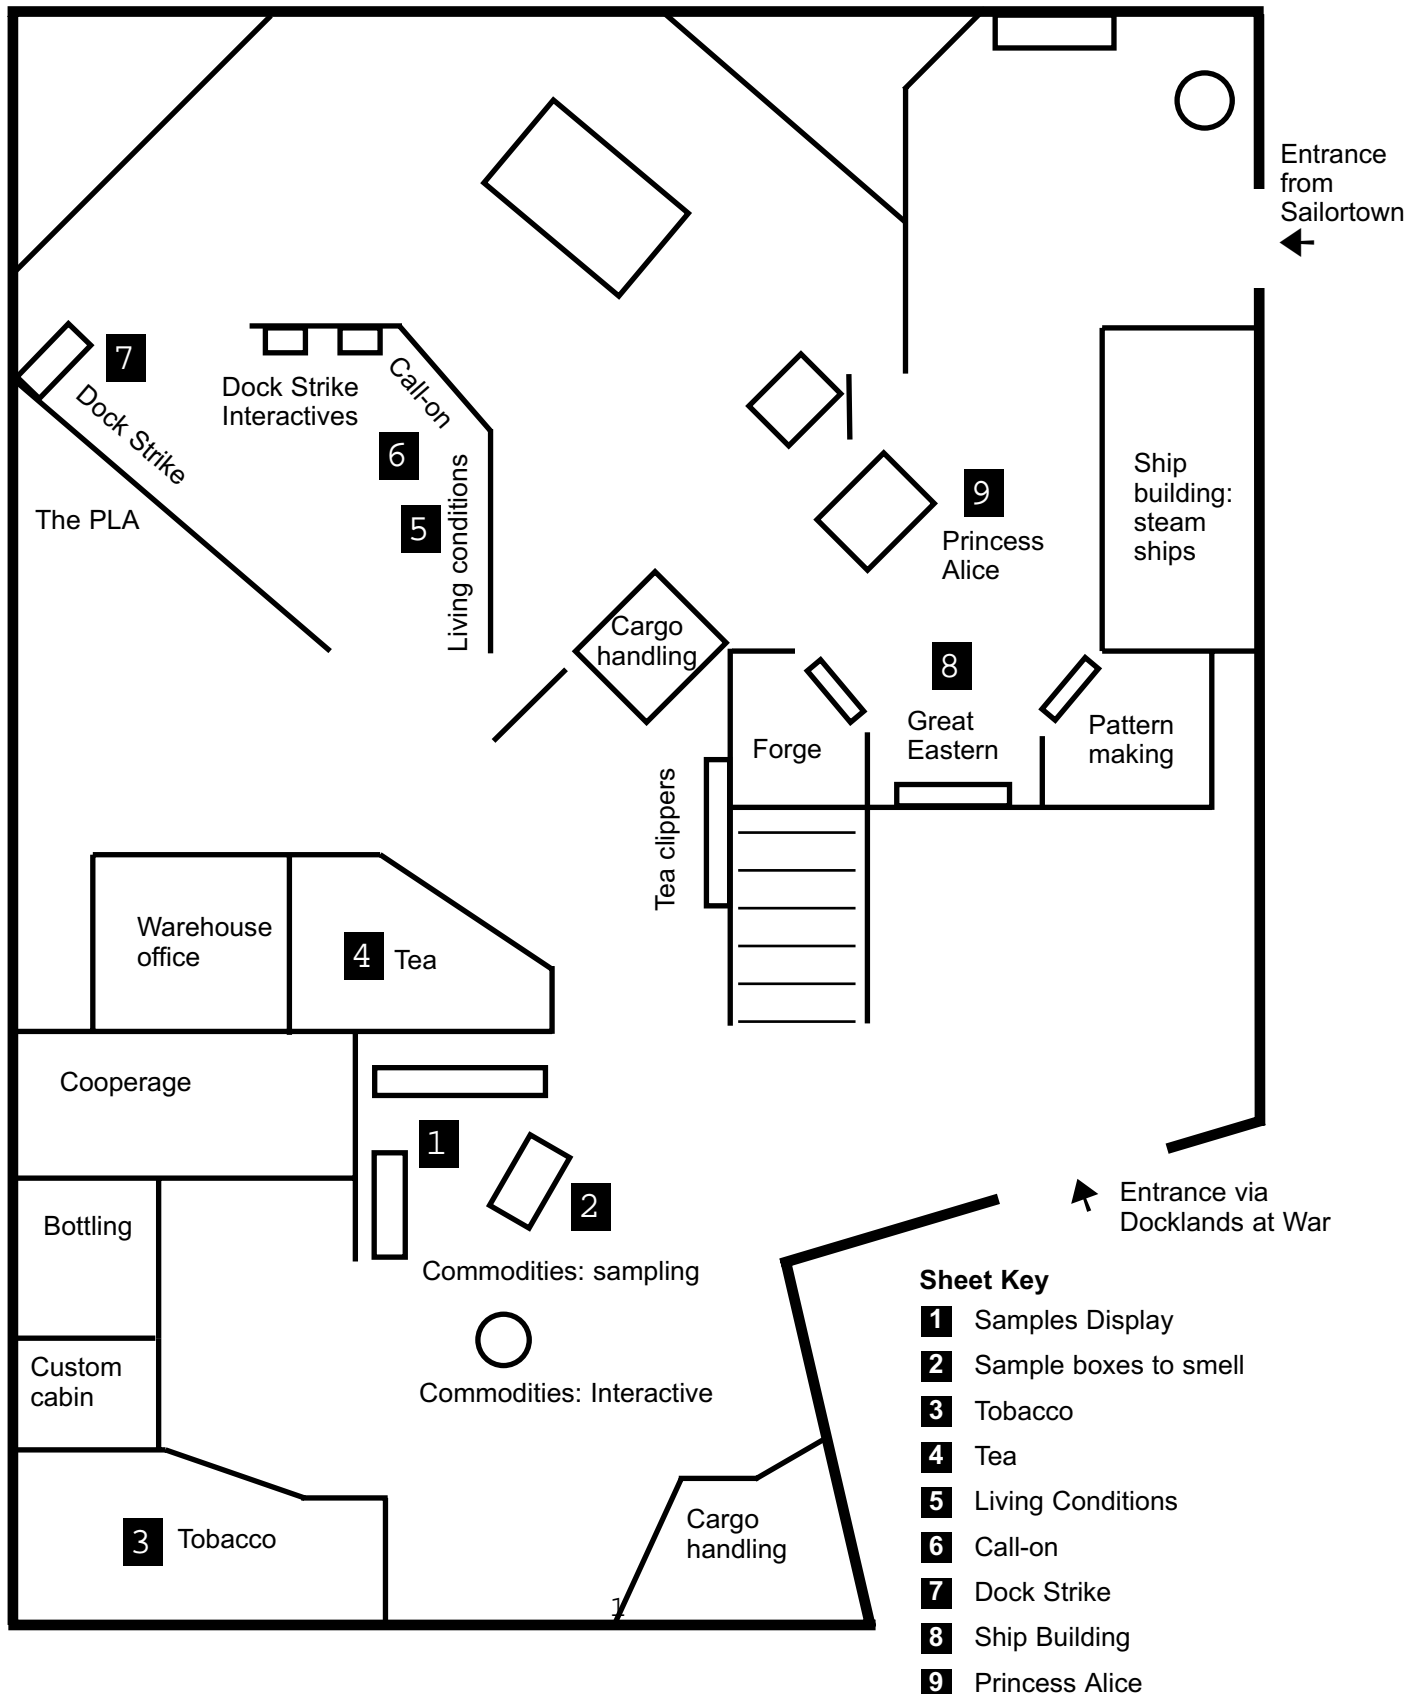 Entrance
from
Sailortown
7
Dock Strike
Interactives
Call-on
Dock Strike
6
Living conditions
5
The PLA
Ship
building:
steam
ships
9
Princess
Alice
Cargo
handling
8
Great
Eastern
Forge
Pattern
making
Tea clippers
Warehouse
office
4 Tea
Cooperage
1
2
Bottling
Commodities: sampling
Entrance via
Docklands at War
Custom
cabin
Commodities: Interactive
3 Tobacco
Cargo
handling
1
Sheet Key
1 Samples Display
2 Sample boxes to smell
3 Tobacco
4 Tea
5 Living Conditions
6 Call-on
7 Dock Strike
8 Ship Building
9 Princess Alice